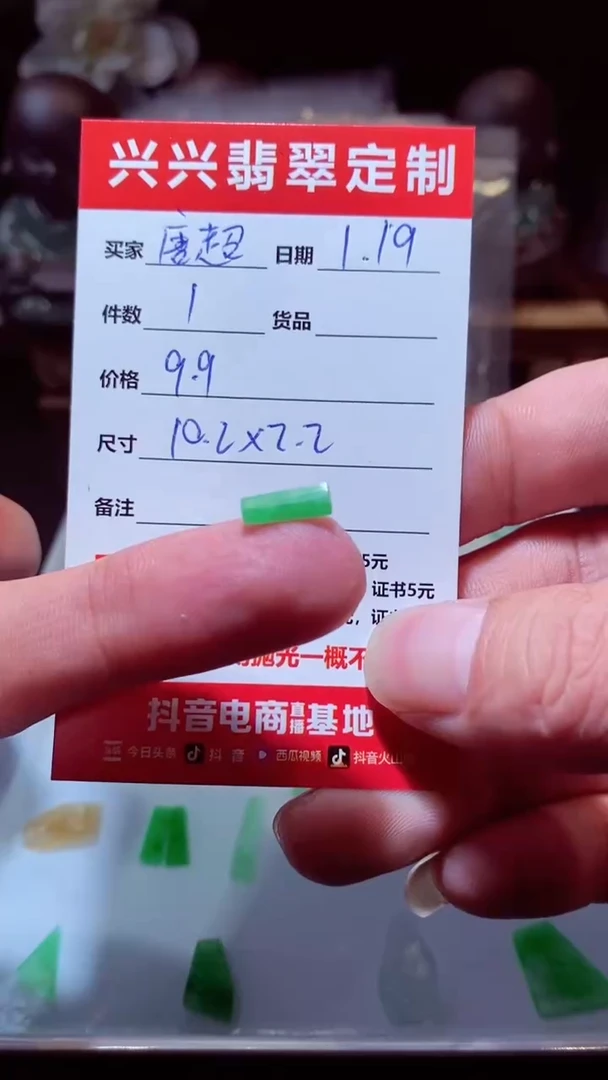 兴兴翡翠定制
买家 唐超 日期 1.19
件数 1 货品
价格 9.9
尺寸 10.2x2.2
备注
5元
证书5元
抛光一概不
抖音电商直播基地
今日头条 抖音 西瓜视频 抖音火山